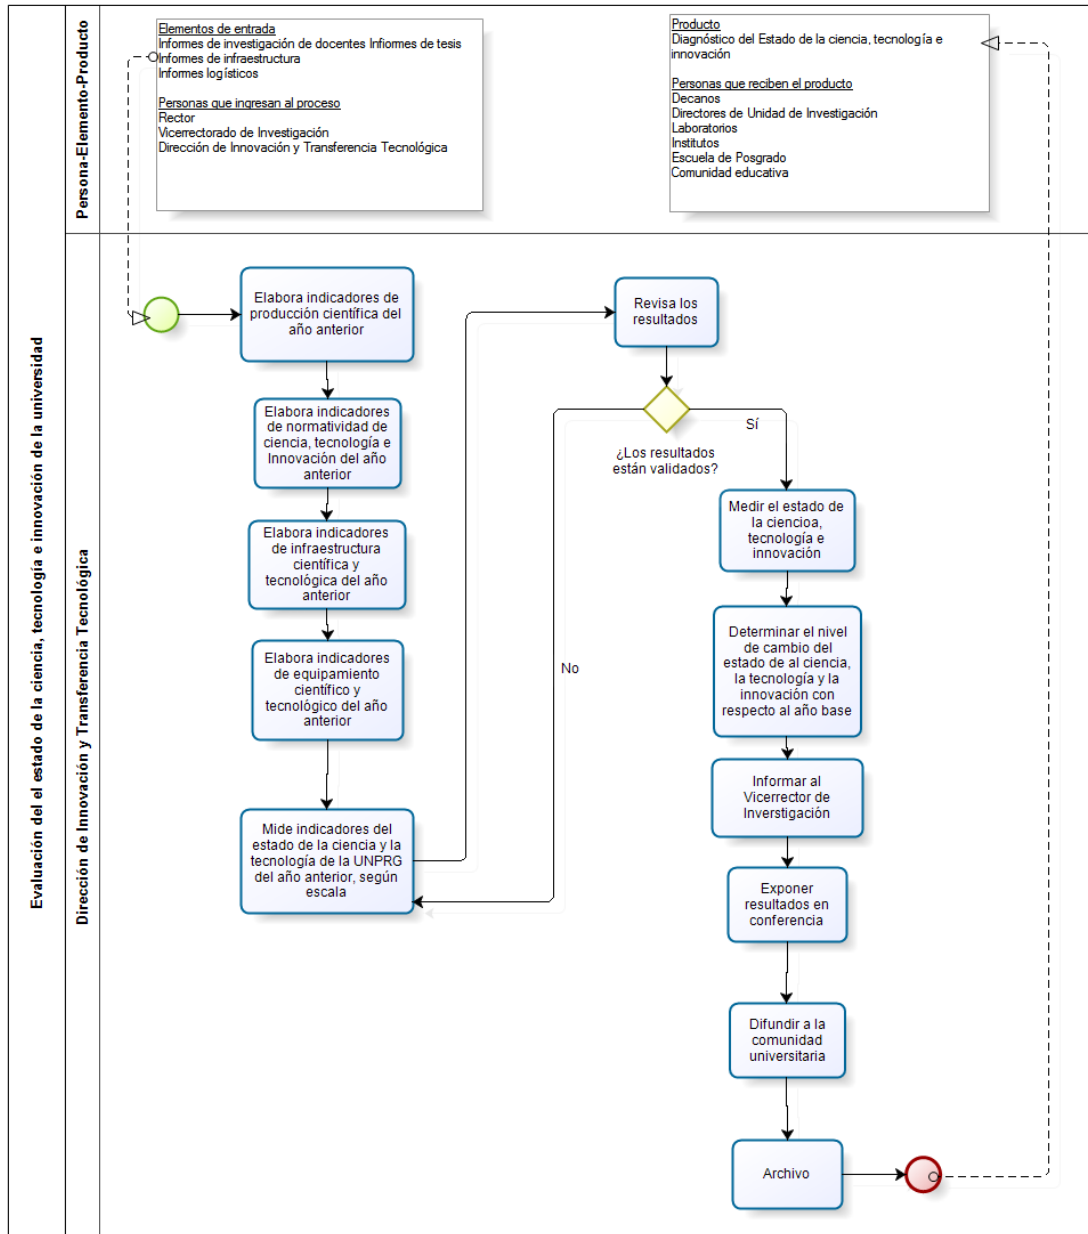 Evaluación del el estado de la ciencia, tecnología e innovación de la universidad
Persona-Elemento-Producto
Elementos de entrada
Informes de investigación de docentes Infiormes de tesis
Informes de infraestructura
Informes logísticos
Personas que ingresan al proceso
Rector
Vicerrectorado de Investigación
Dirección de Innovación y Transferencia Tecnológica
Producto
Diagnóstico del Estado de la ciencia, tecnología e
innovación
Personas que reciben el producto
Decanos
Directores de Unidad de Investigación
Laboratorios
Institutos
Escuela de Posgrado
Comunidad educativa
Dirección de Innovación y Transferencia Tecnológica
Elabora indicadores de
producción científica del
año anterior
Elabora indicadores
de normatividad de
ciencia, tecnología e
Innovación del año
anterior
Elabora indicadores
de infraestructura
científica y
tecnológica del año
anterior
Elabora indicadores
de equipamiento
científico y
tecnológico del año
anterior
Mide indicadores del
estado de la ciencia y la
tecnología de la UNPRG
del año anterior, según
escala
Revisa los
resultados
¿Los resultados
están validados?
No
Sí
Medir el estado de
la ciencioa,
tecnología e
innovación
Determinar el nivel
de cambio del
estado de al ciencia,
la tecnología y la
innovación con
respecto al año base
Informar al
Vicerrector de
Inverstigación
Exponer
resultados en
conferencia
Difundir a la
comunidad
universitaria
Archivo